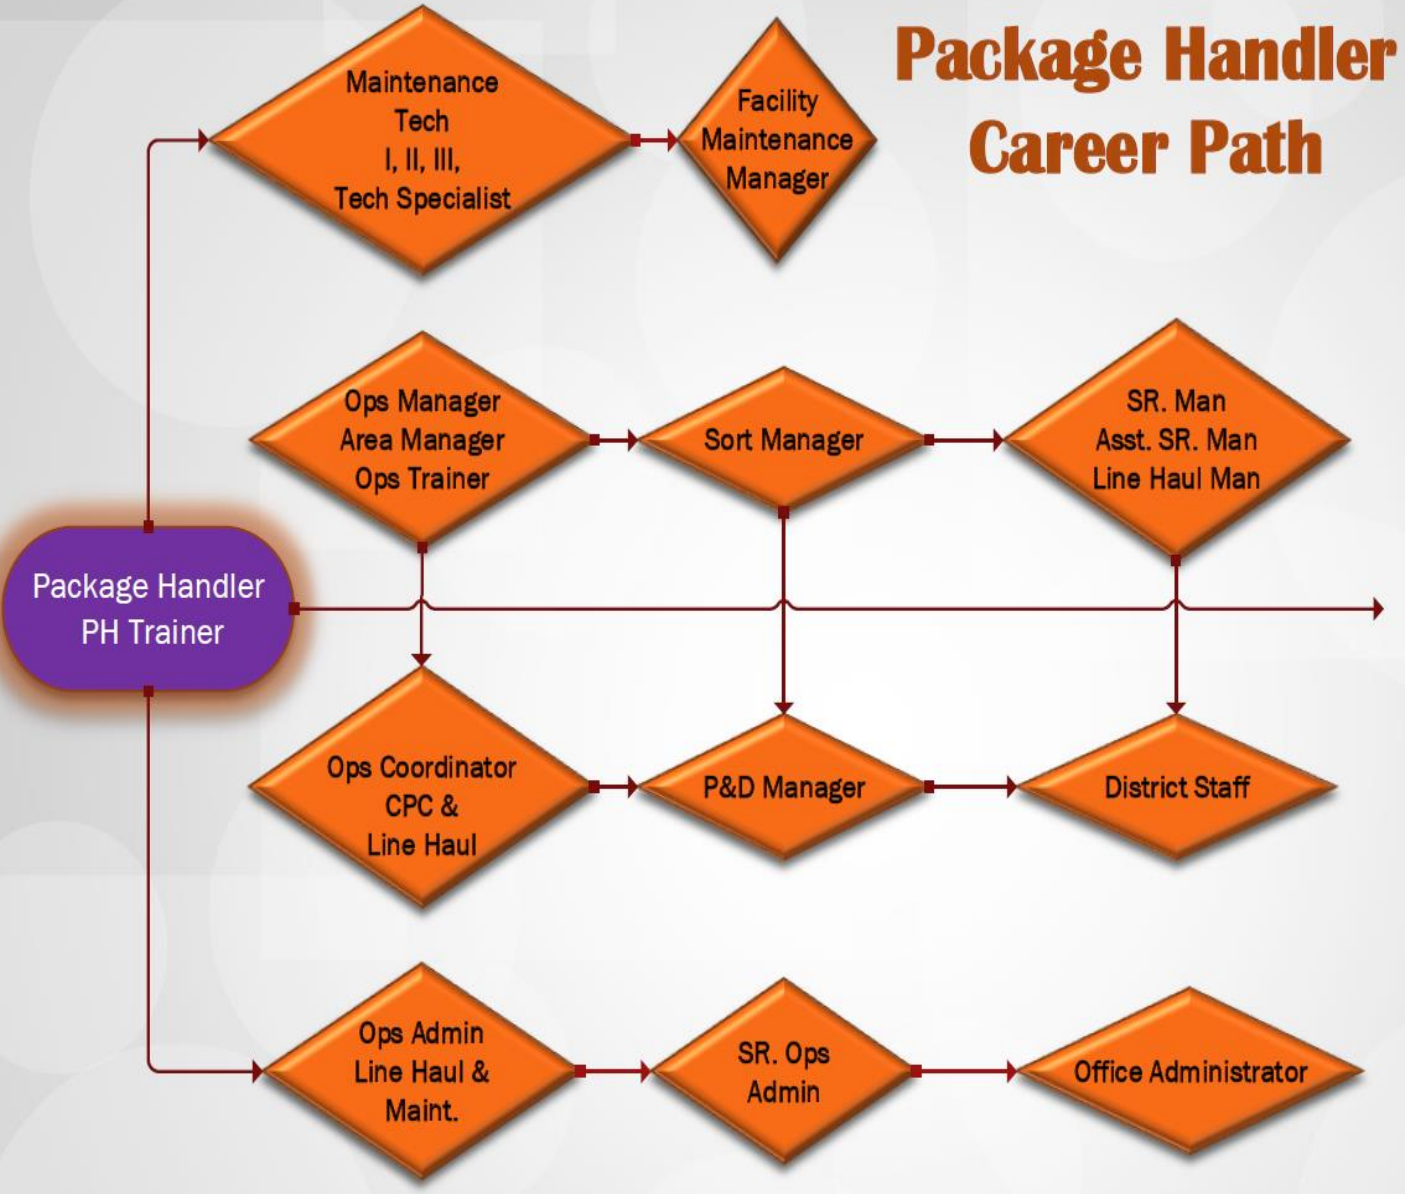 Package Handler
Career Path
Maintenance
Tech
I, II, III,
Tech Specialist
Facility
Maintenance
Manager
Ops Manager
Area Manager
Ops Trainer
Sort Manager
SR. Man
Asst. SR. Man
Line Haul Man
Package Handler
PH Trainer
Ops Coordinator
CPC &
Line Haul
P&D Manager
District Staff
Ops Admin
Line Haul &
Maint.
SR. Ops
Admin
Office Administrator